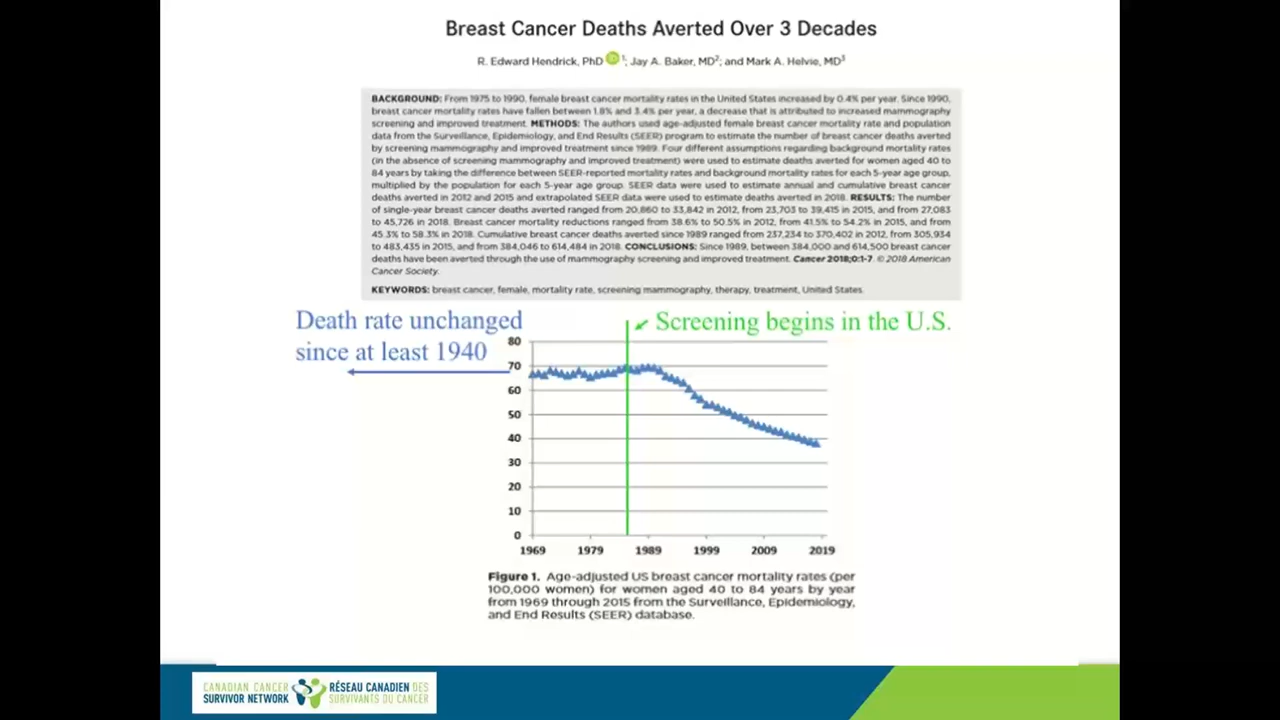 Breast Cancer Deaths Averted Over 3 Decades
R. Edward Hendrick, PhD 1; Jay A. Baker, MD2; and Mark A. Helvie, MD3
BACKGROUND: From 1975 to 1990, female breast cancer mortality rates in the United States increased by 0.4% per year. Since 1990,
breast cancer mortality rates have fallen between 1.8% and 3.4% per year, a decrease that is attributed to increased mammography
screening and improved treatment. METHODS: The authors used age-adjusted female breast cancer mortality rate and population
data from the Surveillance, Epidemiology, and End Results (SEER) program to estimate the number of breast cancer deaths averted
by screening mammography and improved treatment since 1989. Four different assumptions regarding background mortality rates
(in the absence of screening mammography and improved treatment) were used to estimate deaths averted for women aged 40 to
84 years by taking the difference between SEER-reported mortality rates and background mortality rates for each 5-year age group,
multiplied by the population for each 5-year age group. SEER data were used to estimate annual and cumulative breast cancer
deaths averted in 2012 and 2015 and extrapolated SEER data were used to estimate deaths averted in 2018. RESULTS: The number
of single-year breast cancer deaths averted ranged from 20,860 to 33,842 in 2012, from 23,703 to 39,415 in 2015, and from 27,083
to 45,726 in 2018. Breast cancer mortality reductions ranged from 38.6% to 50.5% in 2012, from 41.5% to 54.2% in 2015, and from
45.3% to 58.3% in 2018. Cumulative breast cancer deaths averted since 1989 ranged from 237,234 to 370,402 in 2012, from 305,934
to 483,435 in 2015, and from 384,046 to 614,484 in 2018. CONCLUSIONS: Since 1989, between 384,000 and 614,500 breast cancer
deaths have been averted through the use of mammography screening and improved treatment. Cancer 2018;0:1-7. © 2018 American
Cancer Society.
KEYWORDS: breast cancer, female, mortality rate, screening mammography, therapy, treatment, United States.
Death rate unchanged
since at least 1940
Screening begins in the U.S.
80
70
60
50
40
30
20
10
0
1969 1979 1989 1999 2009 2019
Figure 1. Age-adjusted US breast cancer mortality rates (per
100,000 women) for women aged 40 to 84 years by year
from 1969 through 2015 from the Surveillance, Epidemiology,
and End Results (SEER) database.
CANADIAN CANCER
SURVIVOR NETWORK
RÉSEAU CANADIEN DES
SURVIVANTS DU CANCER